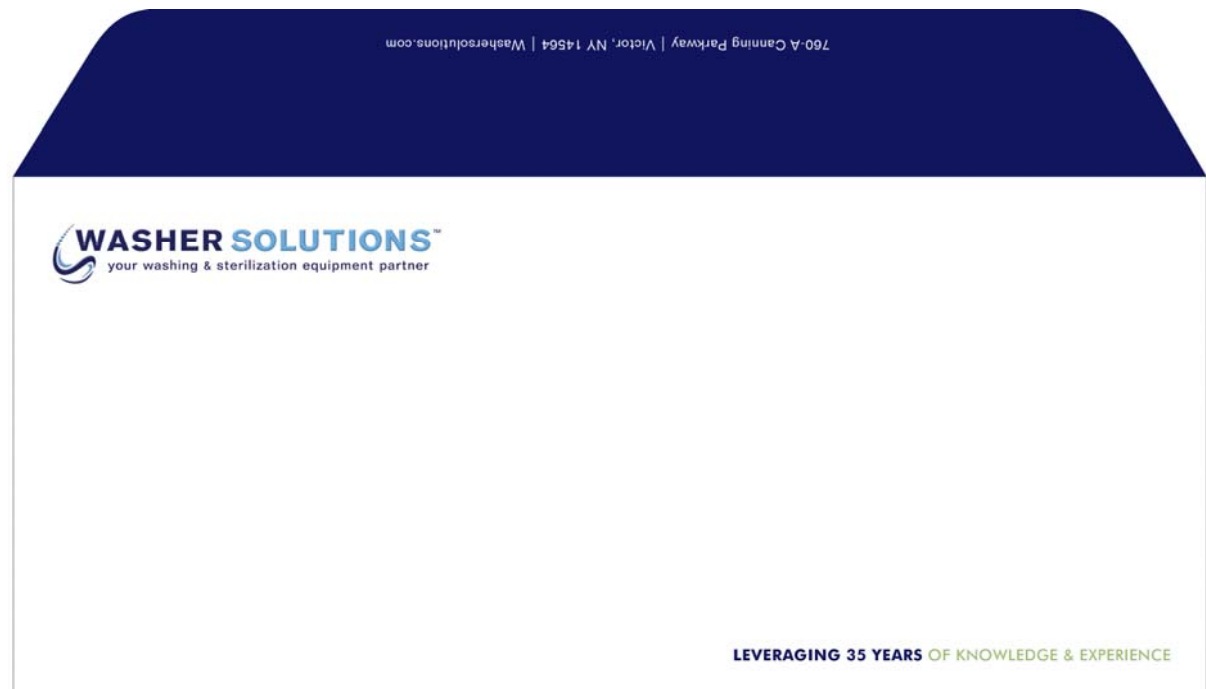 760-A Canning Parkway | Victor, NY 14564 | Washersolutions.com
WASHER SOLUTIONS™
your washing & sterilization equipment partner
LEVERAGING 35 YEARS OF KNOWLEDGE & EXPERIENCE